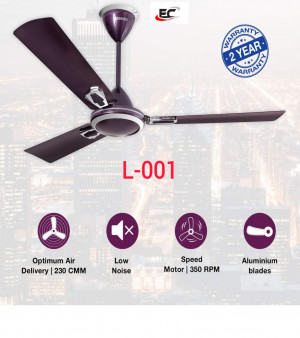 EC
WARRANTY
2 YEAR
WARRANTY
L-001
Optimum Air
Delivery | 230 CMM
Low
Noise
Speed
Motor | 350 RPM
Aluminium
blades